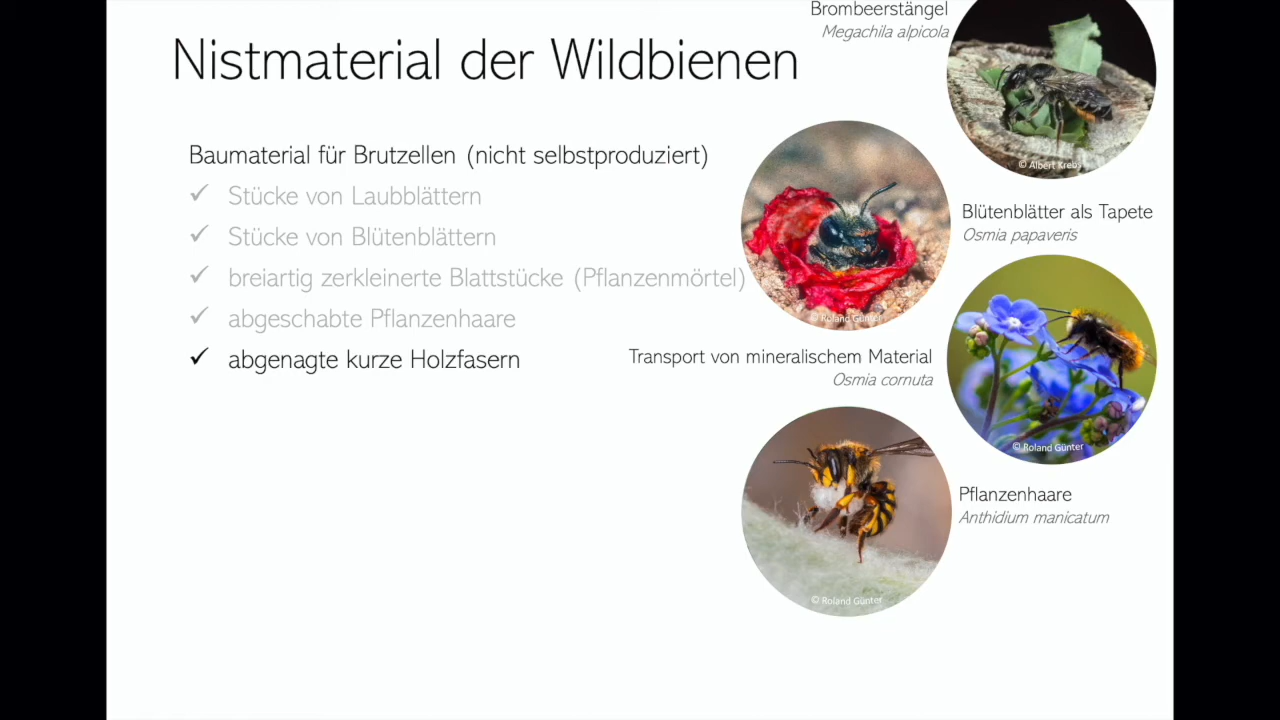 Nistmaterial der Wildbienen
Baumaterial für Brutzellen (nicht selbstproduziert)
✓ Stücke von Laubblättern
✓ Stücke von Blütenblättern
✓ breiartig zerkleinerte Blattstücke (Pflanzenmörtel)
✓ abgeschabte Pflanzenhaare
✓ abgenagte kurze Holzfasern
Brombeerstängel
Megachila alpicola
© Albert Krebs
© Roland Günter
Blütenblätter als Tapete
Osmia papaveris
Transport von mineralischem Material
Osmia cornuta
© Roland Günter
© Roland Günter
Pflanzenhaare
Anthidium manicatum